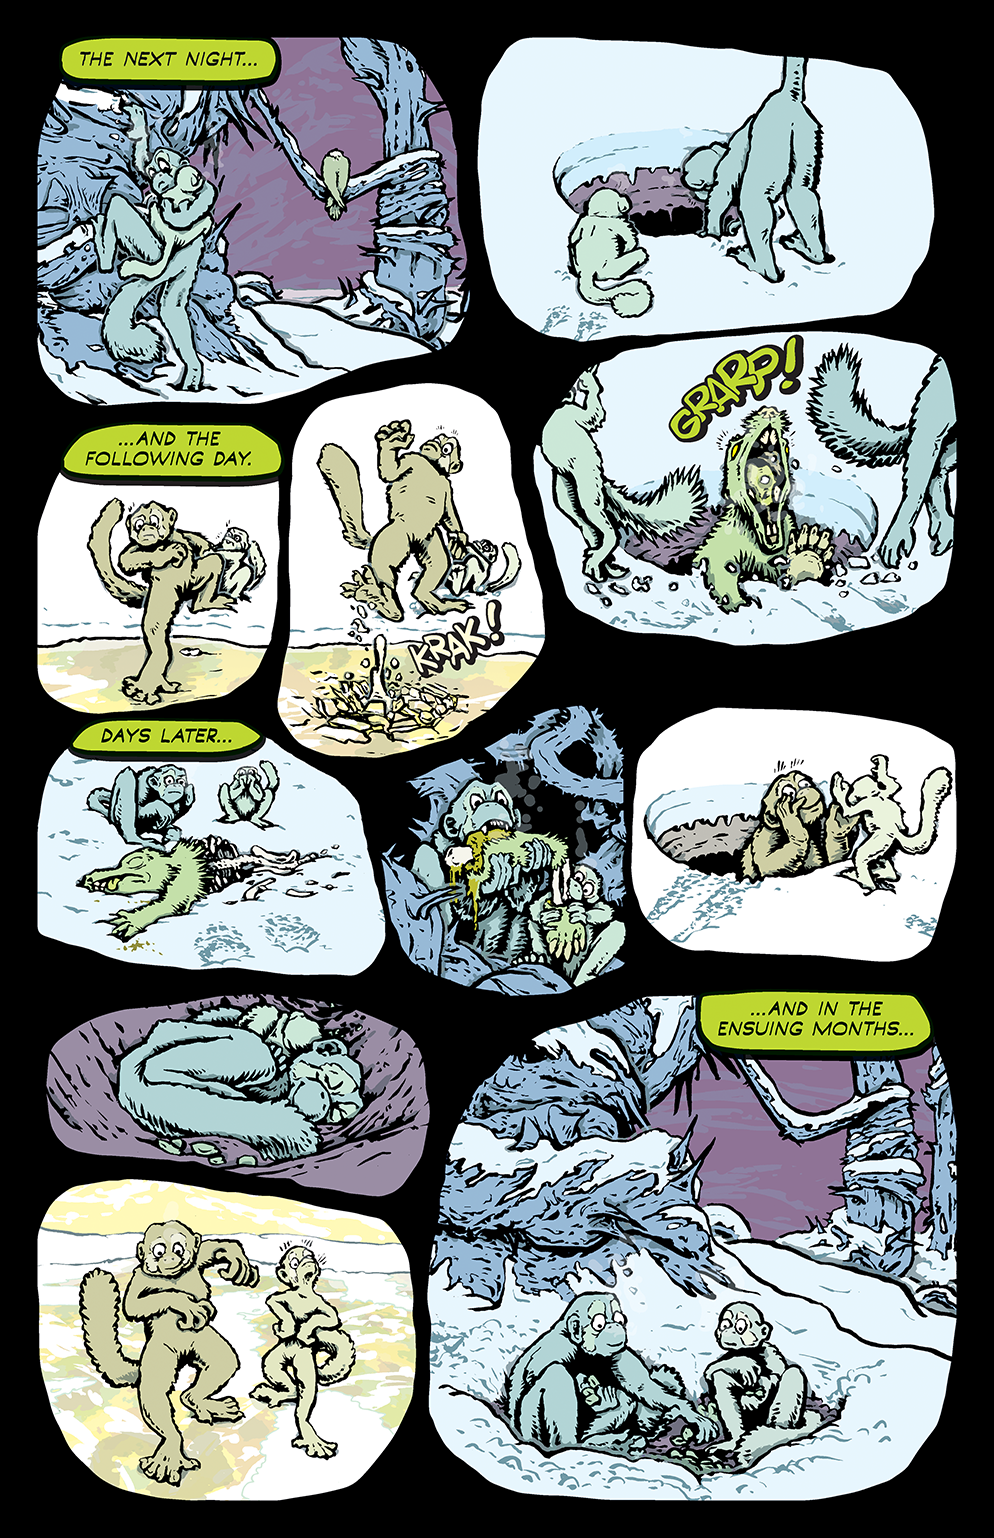 THE NEXT NIGHT...
GRARP!
...AND THE
FOLLOWING DAY.
KRAK!
DAYS LATER...
...AND IN THE
ENSUING MONTHS...